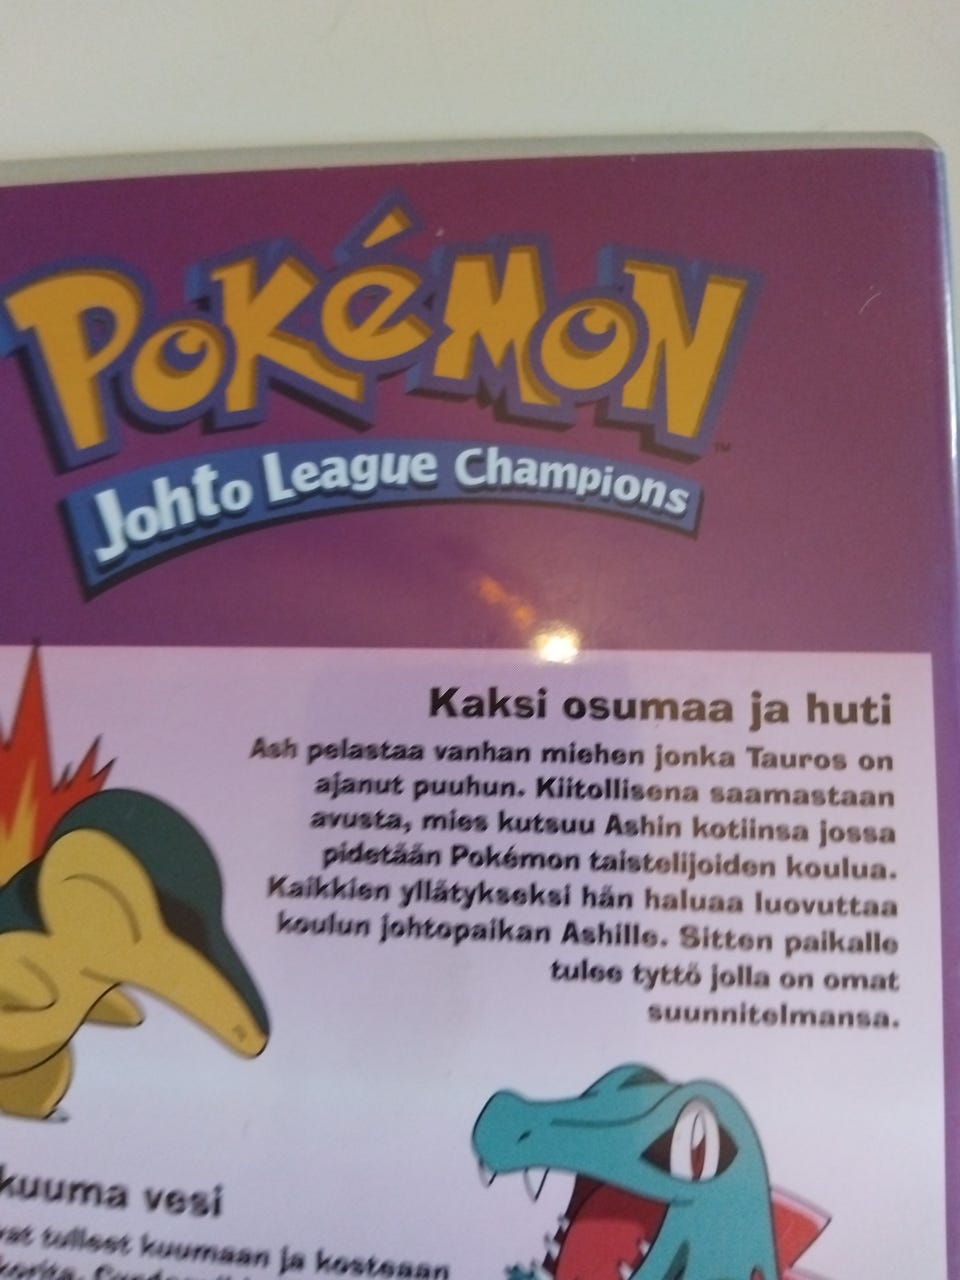 POKéMON
™
Johto League Champions
Kaksi osumaa ja huti
Ash pelastaa vanhan miehen jonka Tauros on
ajanut puuhun. Kiitollisena saamastaan
avusta, mies kutsuu Ashin kotiinsa jossa
pidetään Pokémon taistelijoiden koulua.
Kaikkien yllätykseksi hän haluaa luovuttaa
koulun johtopaikan Ashille. Sitten paikalle
tulee tyttö jolla on omat
suunnitelmansa.
kuuma vesi
tulleet kuumaan ja kosteaan